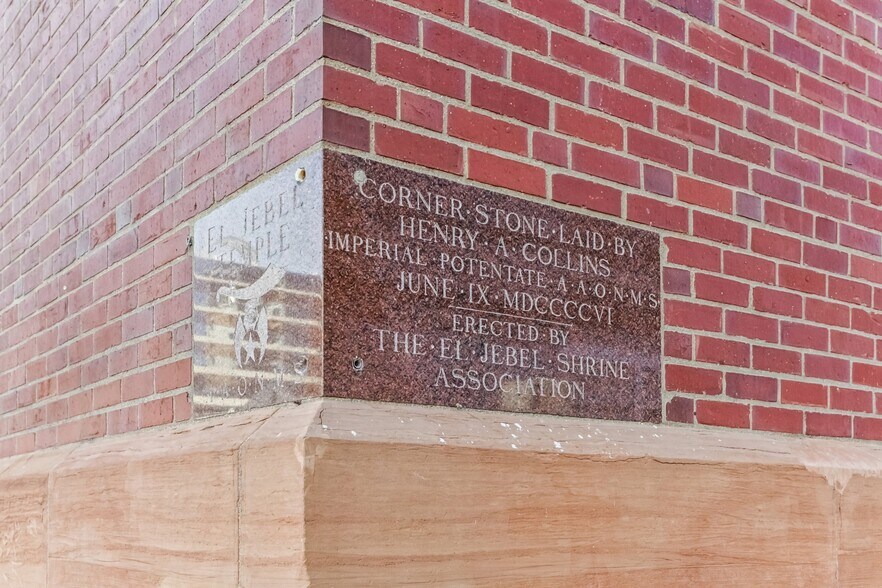 EL JEBEL
TEMPLE
CORNER·STONE·LAID·BY
HENRY·A·COLLINS
IMPERIAL POTENTATE·A·A·O·N·M·S
JUNE·IX·MDCCCCVI
ERECTED·BY
THE·EL·JEBEL·SHRINE
ASSOCIATION